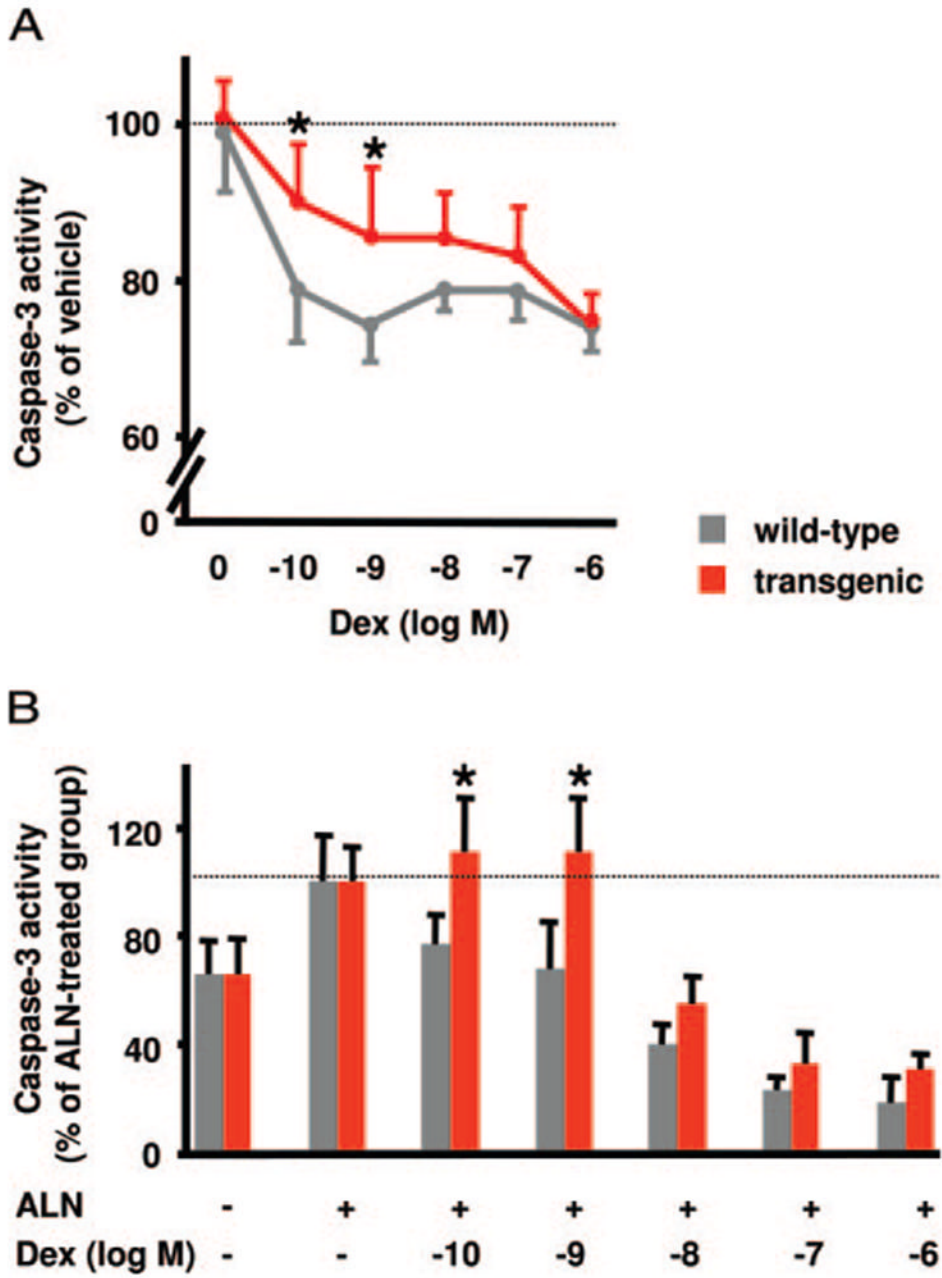 A
Caspase-3 activity
(% of vehicle)
100
80
60
0
* *
0 -10 -9 -8 -7 -6
Dex (log M)
wild-type
transgenic
B
Caspase-3 activity
(% of ALN-treated group)
120
80
40
0
* *
ALN - + + + + + +
Dex (log M) - - -10 -9 -8 -7 -6